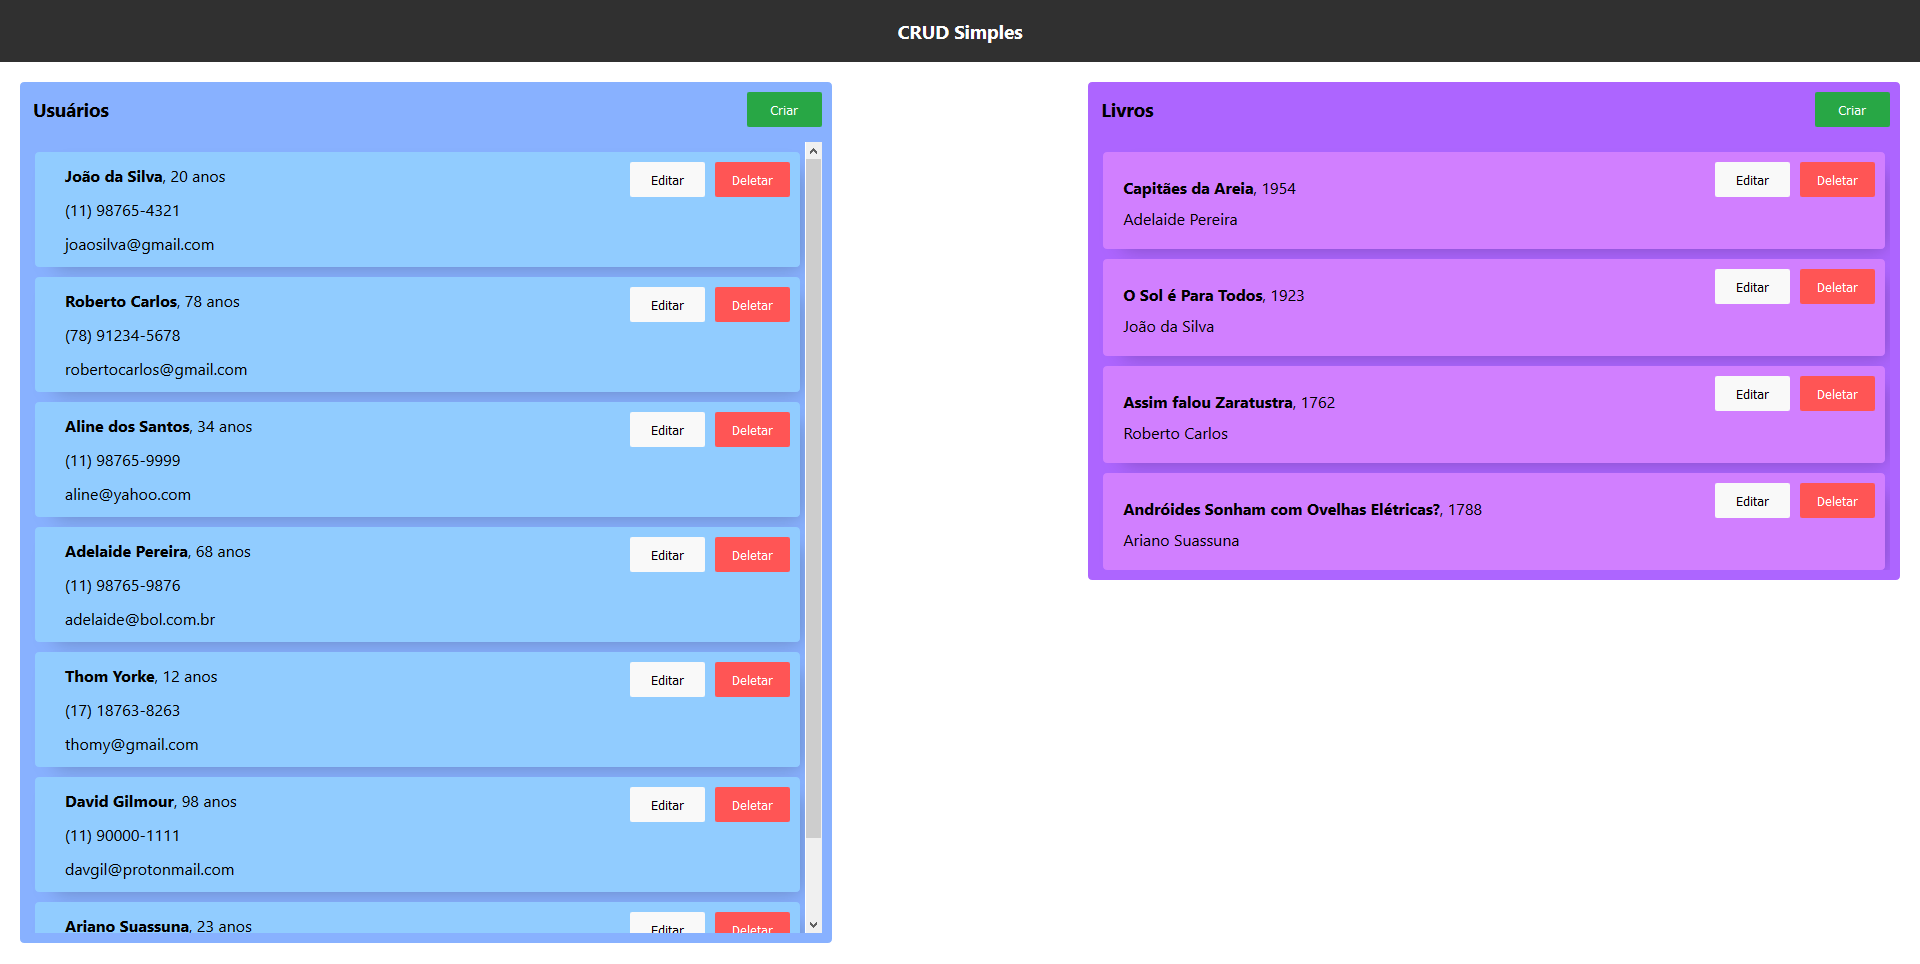 CRUD Simples
Usuários
Criar
João da Silva, 20 anos
Editar
Deletar
(11) 98765-4321
joaosilva@gmail.com
Roberto Carlos, 78 anos
Editar
Deletar
(78) 91234-5678
robertocarlos@gmail.com
Aline dos Santos, 34 anos
Editar
Deletar
(11) 98765-9999
aline@yahoo.com
Adelaide Pereira, 68 anos
Editar
Deletar
(11) 98765-9876
adelaide@bol.com.br
Thom Yorke, 12 anos
Editar
Deletar
(17) 18763-8263
thomy@gmail.com
David Gilmour, 98 anos
Editar
Deletar
(11) 90000-1111
davgil@protonmail.com
Ariano Suassuna, 23 anos
Editar
Deletar
Livros
Criar
Capitães da Areia, 1954
Editar
Deletar
Adelaide Pereira
O Sol é Para Todos, 1923
Editar
Deletar
João da Silva
Assim falou Zaratustra, 1762
Editar
Deletar
Roberto Carlos
Andróides Sonham com Ovelhas Elétricas?, 1788
Editar
Deletar
Ariano Suassuna